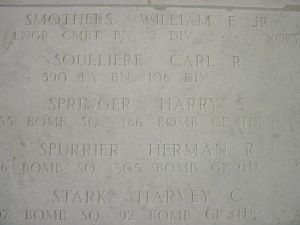 SMOTHERS WILLIAM E JR
ENGR CMBT BN 2 DIV
SOULLIERE CARL R
590 FA BN 106 DIV
SPRINGER HARRY S
BOMB SQ 486 BOMB GP (H)
SPURRIER HERMAN R
BOMB SQ 305 BOMB GP (H)
STARK HARVEY C
BOMB SQ 92 BOMB GP (H)